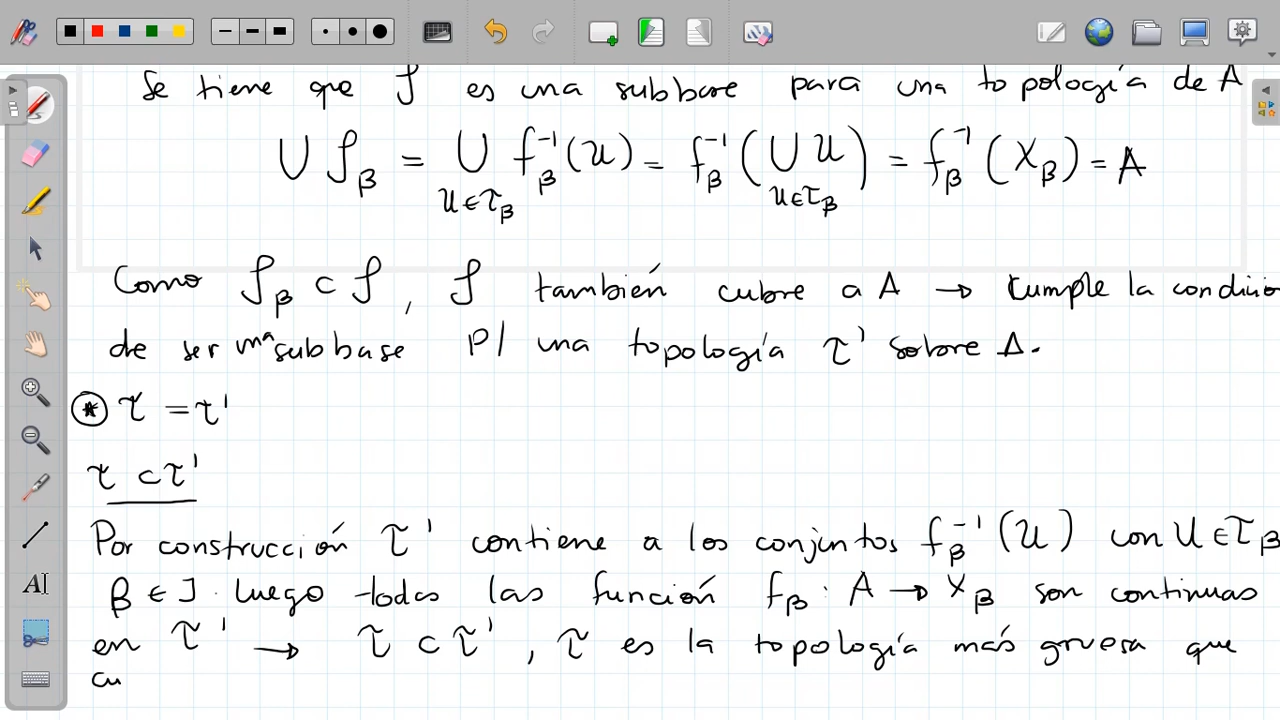 Se tiene que S es una subbase para una topología de A
⋃ S_β = ⋃_{U∈τ_β} f_β^{-1}(U) = f_β^{-1}(⋃_{U∈τ_β} U) = f_β^{-1}(X_β) = A
Como S_β ⊂ S, S también cubre a A → cumple la condicio
de ser una subbase p/ una topología τ' sobre A.
⊛ τ = τ'
τ ⊂ τ'
Por construcción τ' contiene a los conjuntos f_β^{-1}(U) con U ∈ τ_β
β ∈ J. Luego todas las función f_β : A → X_β son continuas
en τ' → τ ⊂ τ', τ es la topología más gruesa que
cu